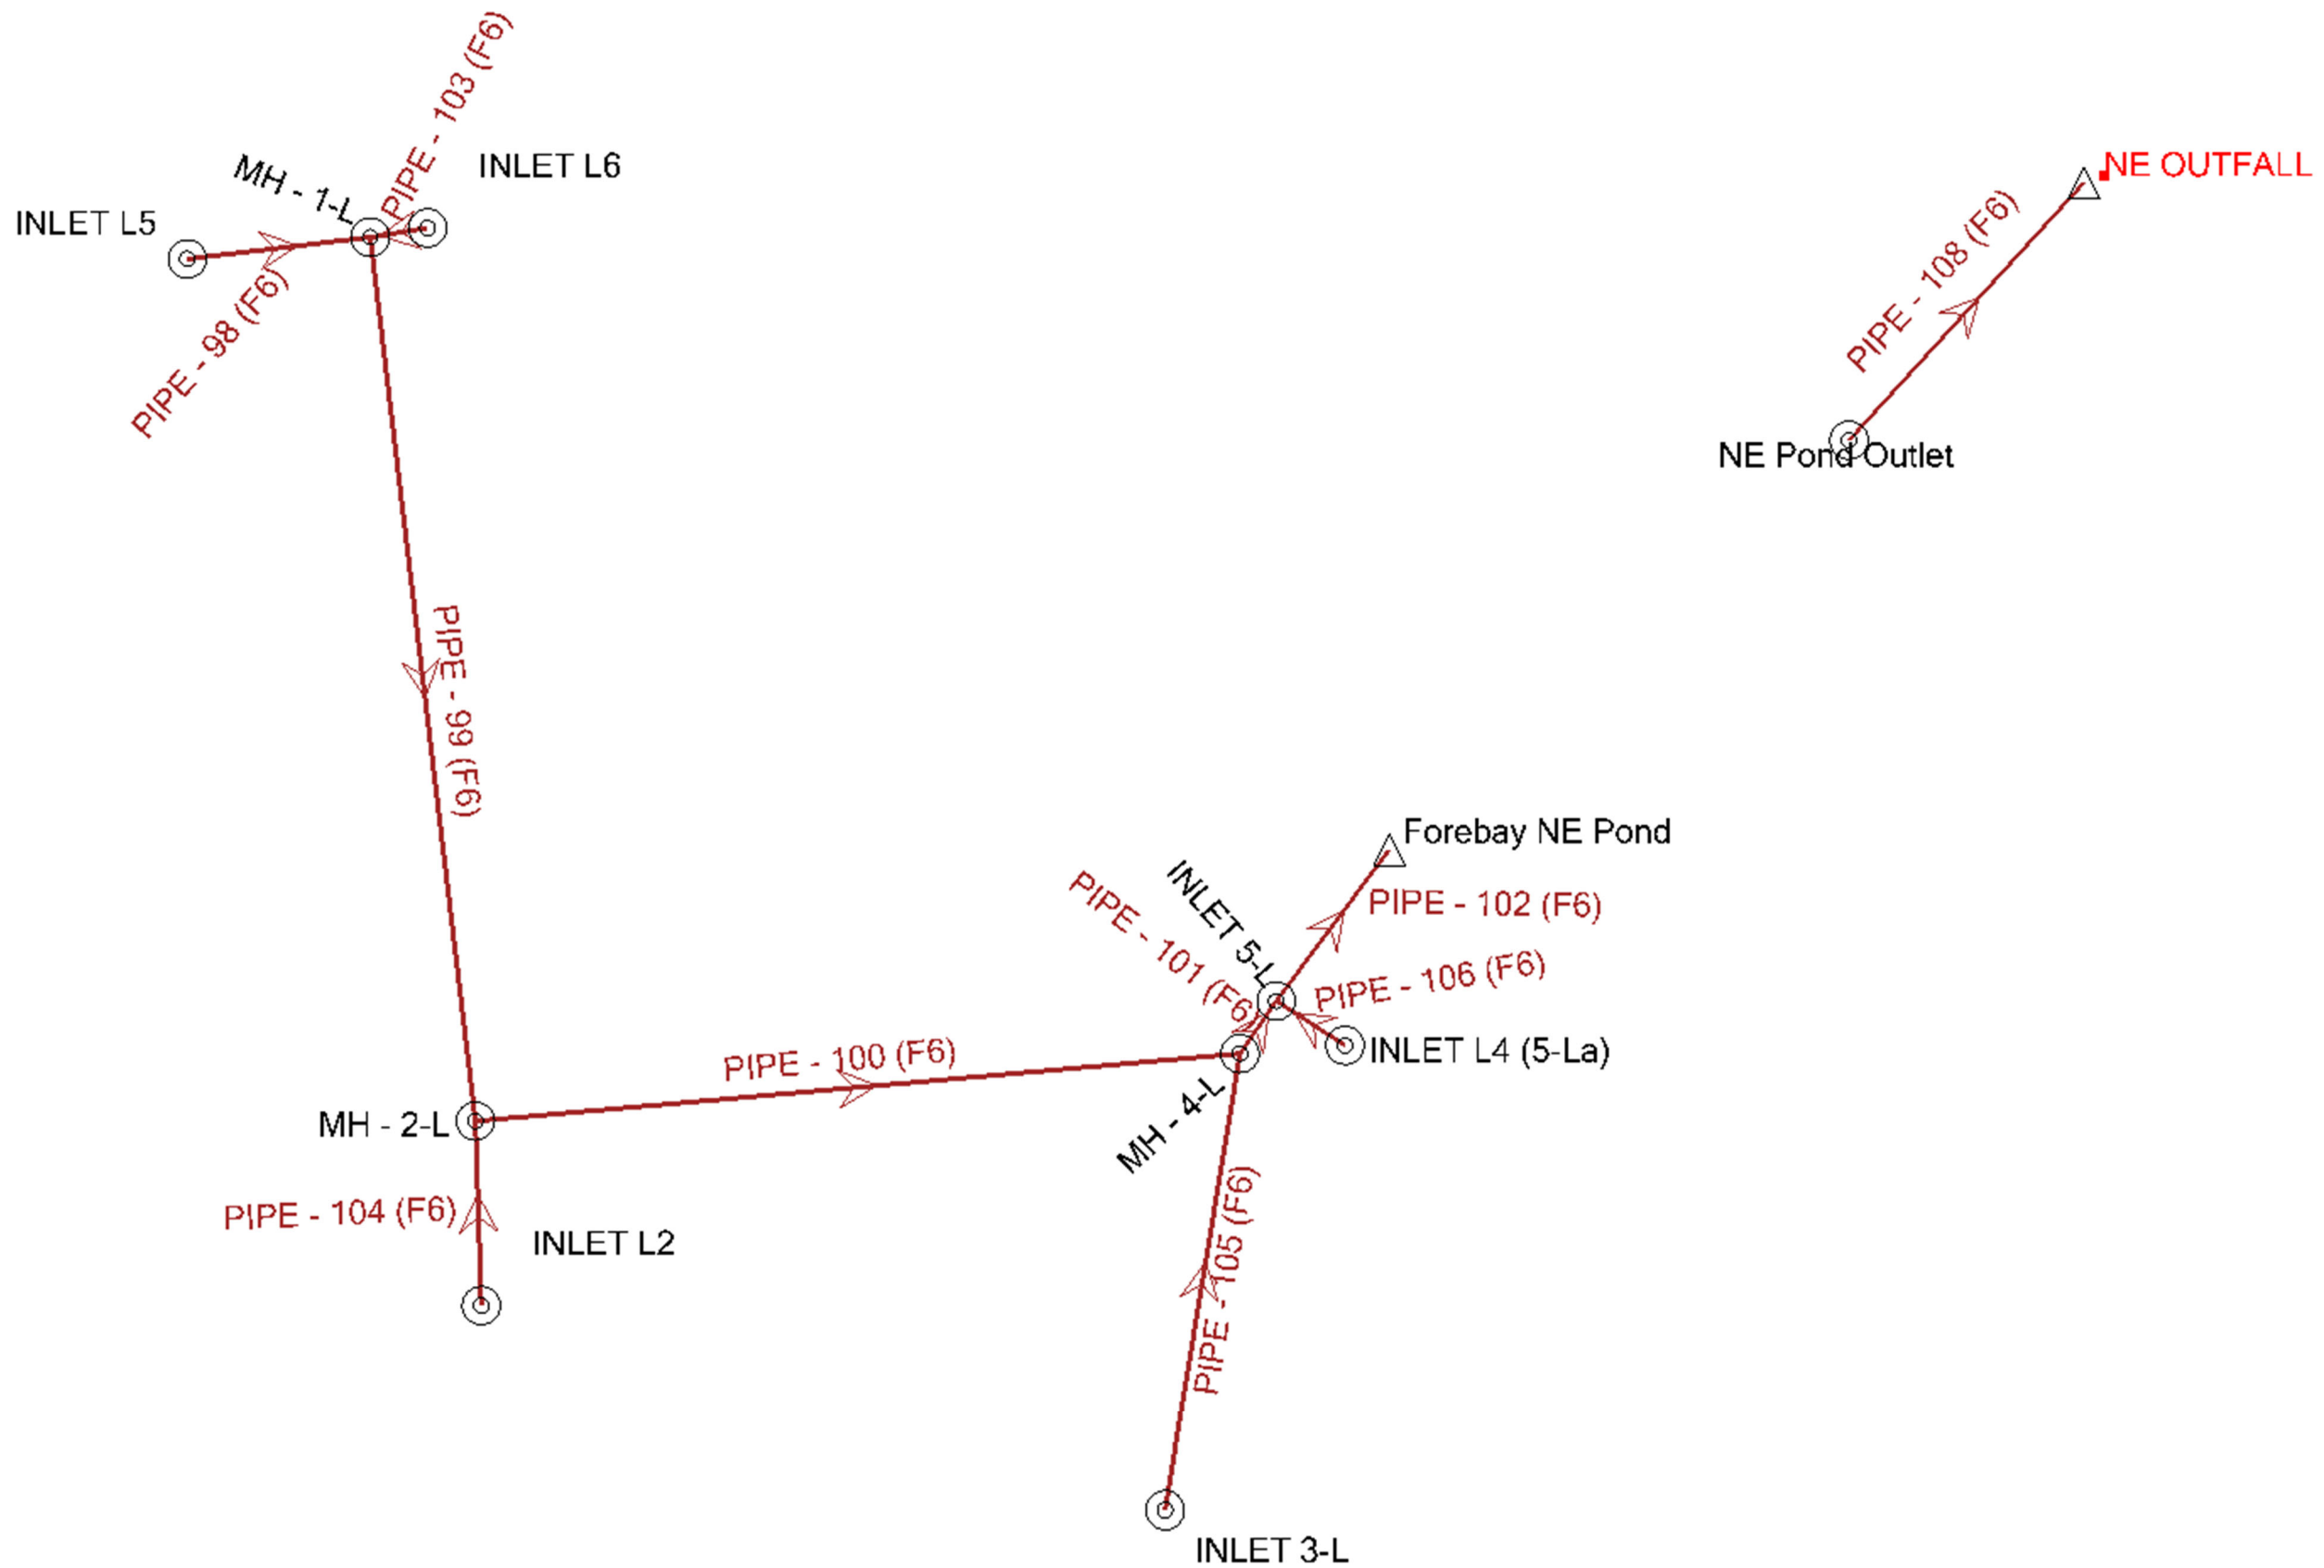 PIPE - 103 (F6)
MH - 1-L
INLET L6
INLET L5
PIPE - 98 (F6)
NE OUTFALL
PIPE - 108 (F6)
NE Pond Outlet
PIPE - 99 (F6)
Forebay NE Pond
INLET 5-L
PIPE - 102 (F6)
PIPE - 101 (F6)
PIPE - 106 (F6)
INLET L4 (5-La)
PIPE - 100 (F6)
MH - 2-L
MH - 4-L
PIPE - 104 (F6)
INLET L2
PIPE - 105 (F6)
INLET 3-L